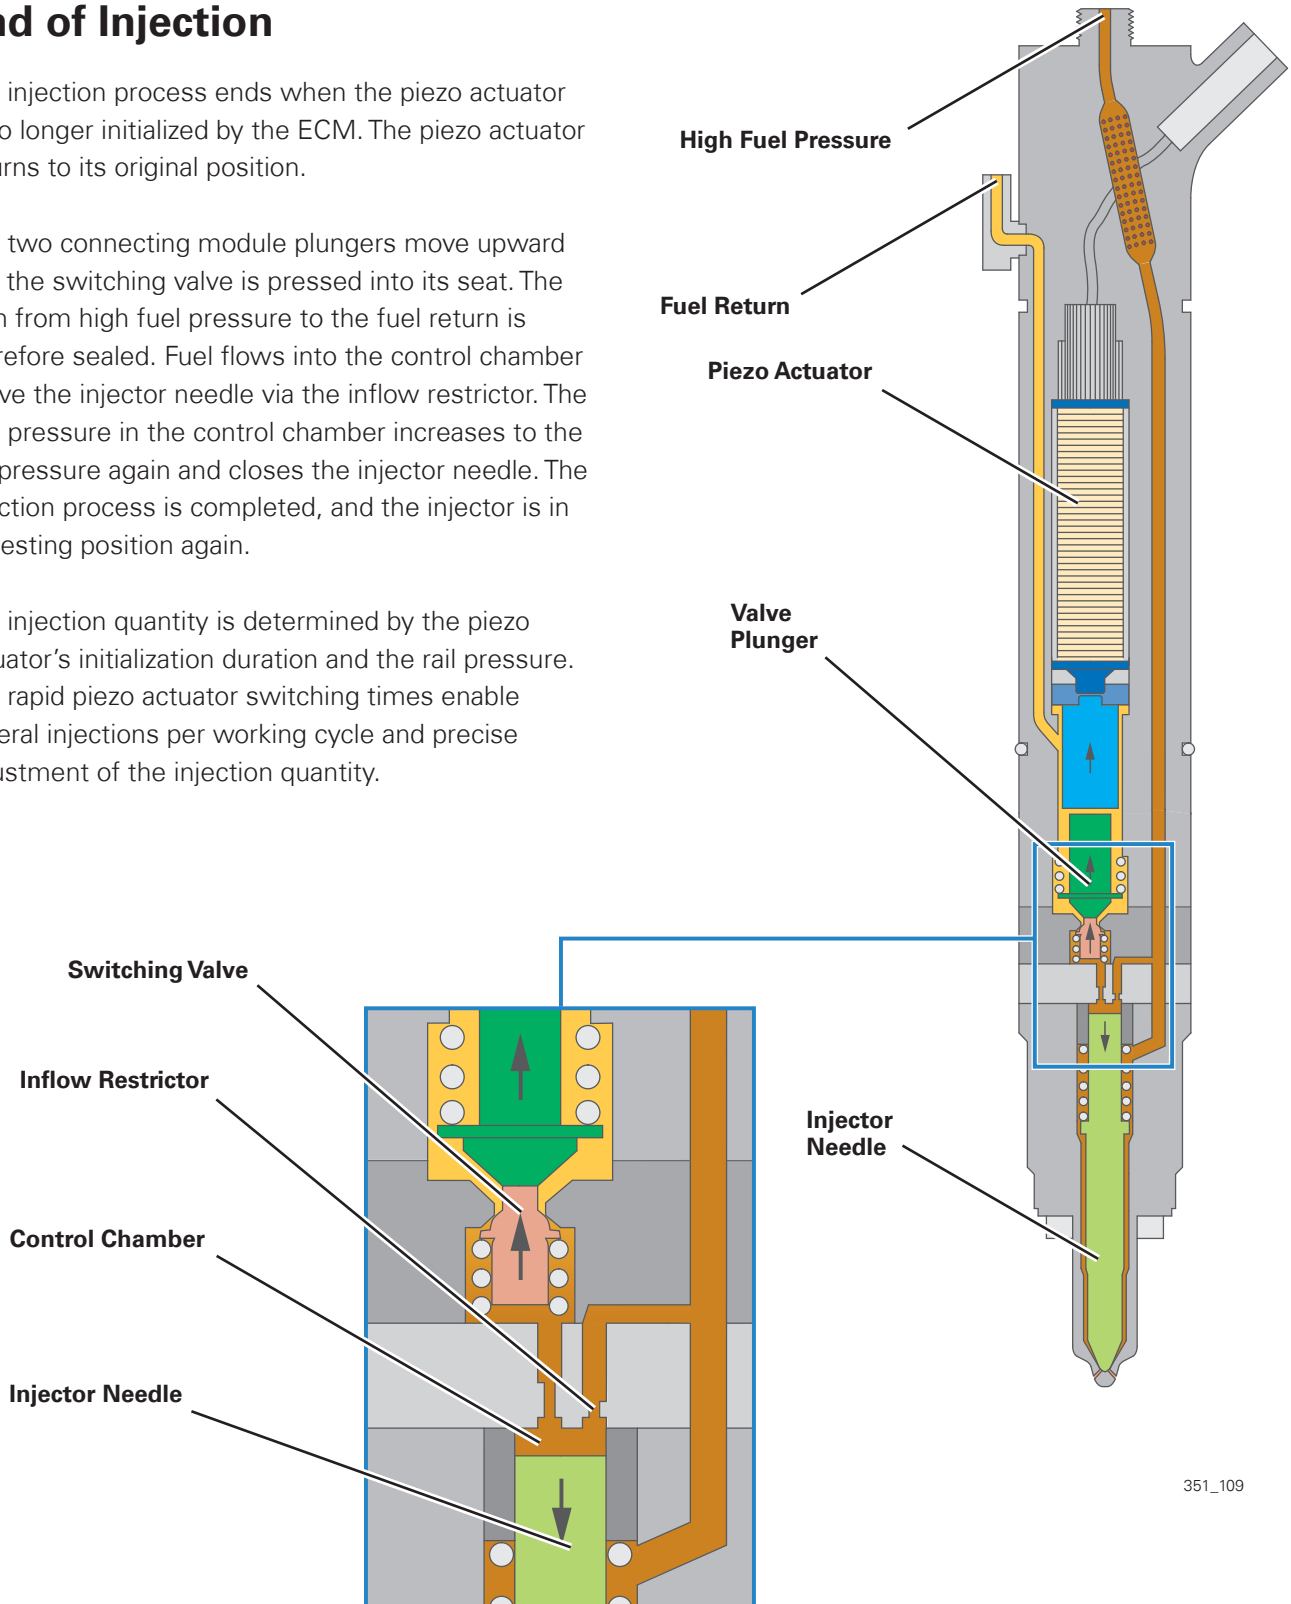 nd of Injection
injection process ends when the piezo actuator
o longer initialized by the ECM. The piezo actuator
urns to its original position.
two connecting module plungers move upward
the switching valve is pressed into its seat. The
h from high fuel pressure to the fuel return is
refore sealed. Fuel flows into the control chamber
ve the injector needle via the inflow restrictor. The
pressure in the control chamber increases to the
pressure again and closes the injector needle. The
ction process is completed, and the injector is in
esting position again.
injection quantity is determined by the piezo
uator's initialization duration and the rail pressure.
rapid piezo actuator switching times enable
eral injections per working cycle and precise
ustment of the injection quantity.
High Fuel Pressure
Fuel Return
Piezo Actuator
Valve
Plunger
Switching Valve
Inflow Restrictor
Control Chamber
Injector Needle
Injector
Needle
351_109